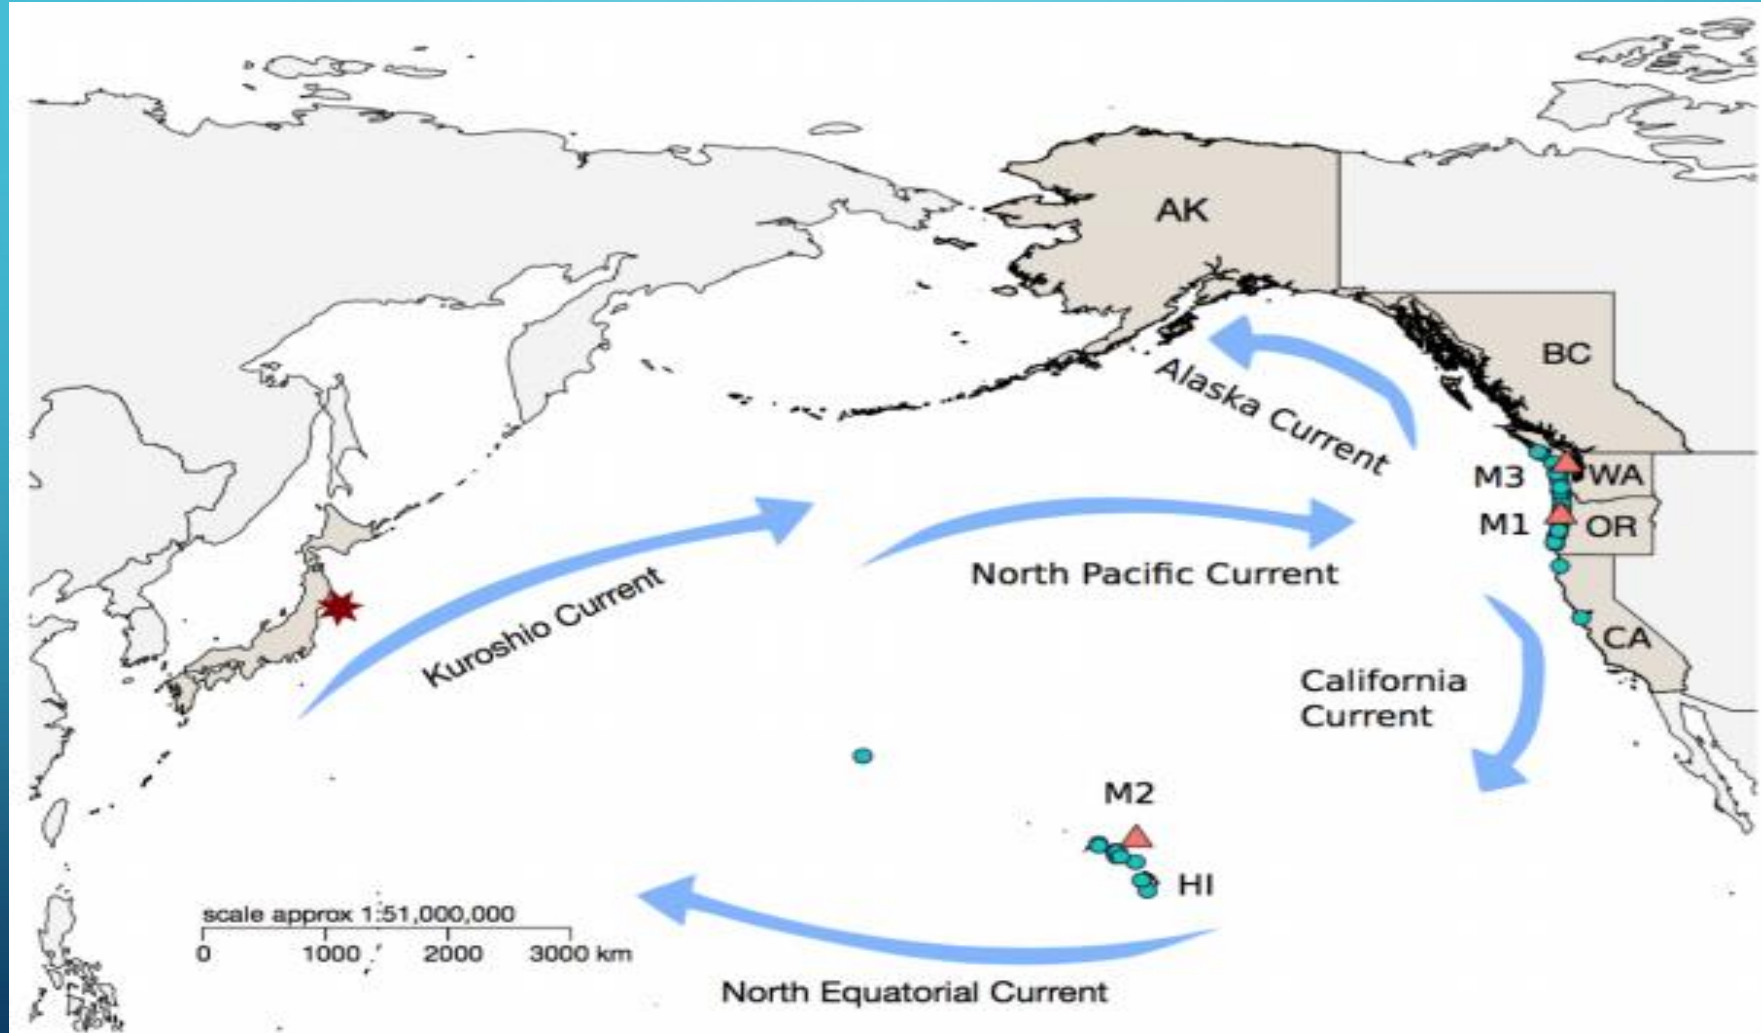 AK
BC
Alaska Current
M3
WA
M1
OR
North Pacific Current
Kuroshio Current
CA
California
Current
M2
HI
scale approx 1:51,000,000
0 1000 2000 3000 km
North Equatorial Current